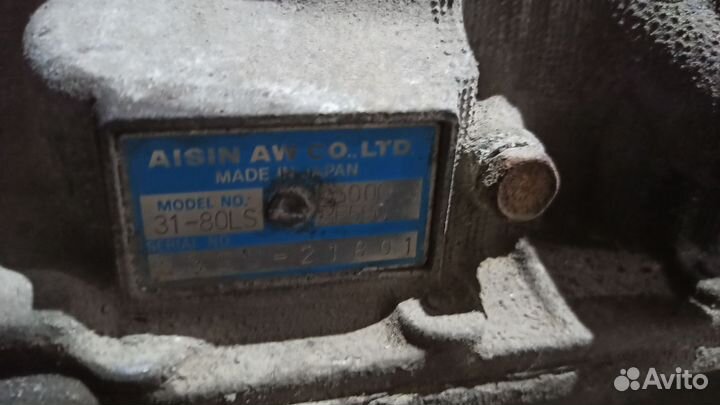 AISIN AW CO., LTD.
MADE IN JAPAN
MODEL NO.:
31-80LS
SERIAL NO.
-21801
Avito